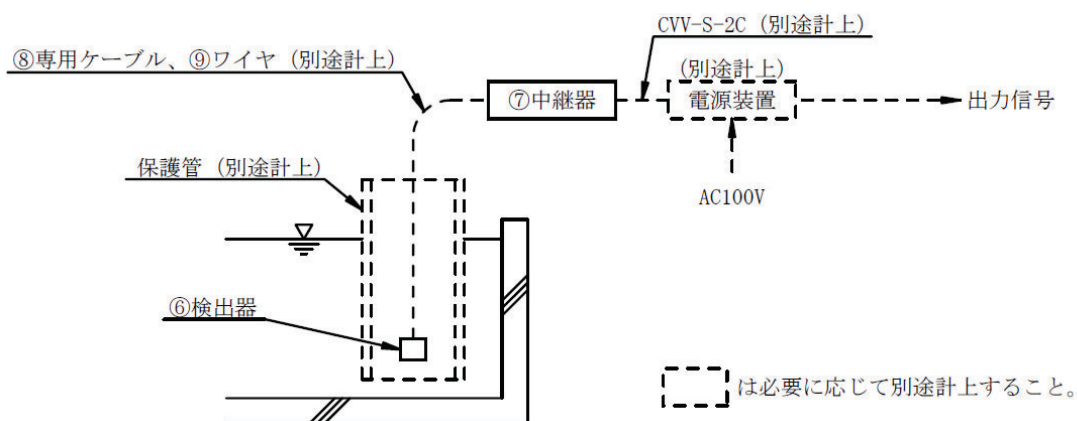 CVV-S-2C (別途計上)
⑧専用ケーブル、⑨ワイヤ (別途計上)
(別途計上)
⑦中継器
電源装置
出力信号
保護管 (別途計上)
AC100V
⑥検出器
は必要に応じて別途計上すること。